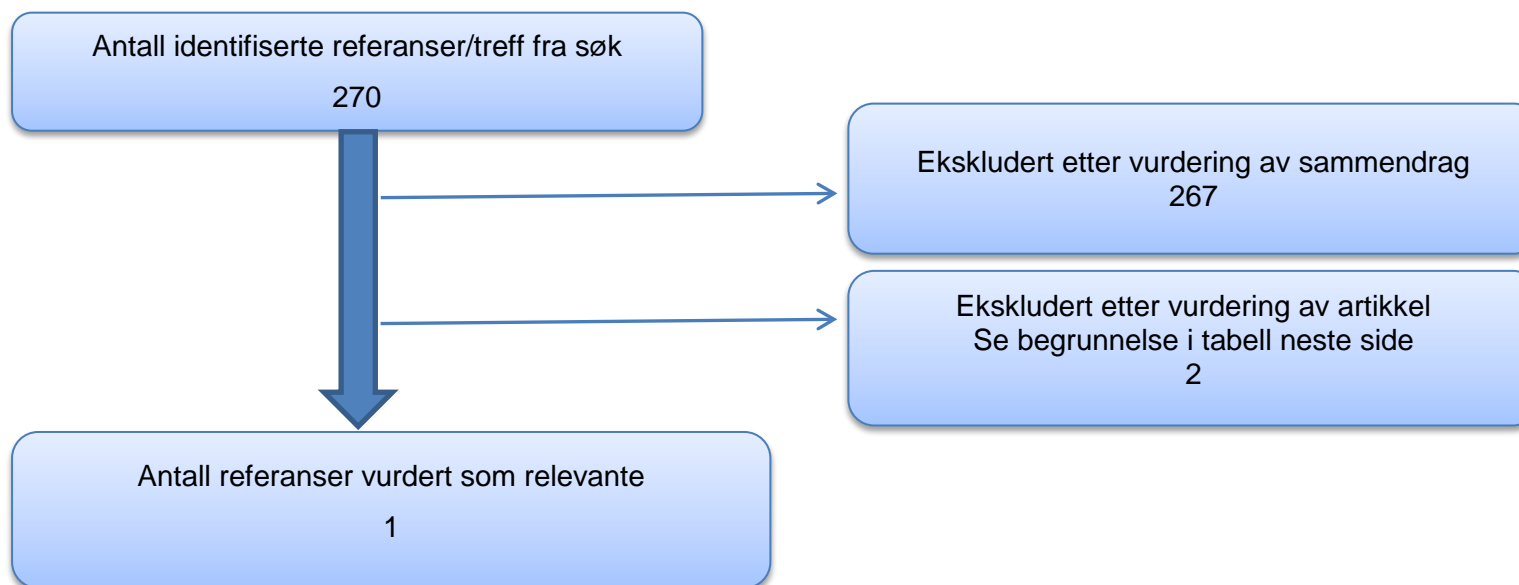 Antall identifiserte referanser/treff fra søk
270
Ekskludert etter vurdering av sammendrag
267
Ekskludert etter vurdering av artikkel
Se begrunnelse i tabell neste side
2
Antall referanser vurdert som relevante
1